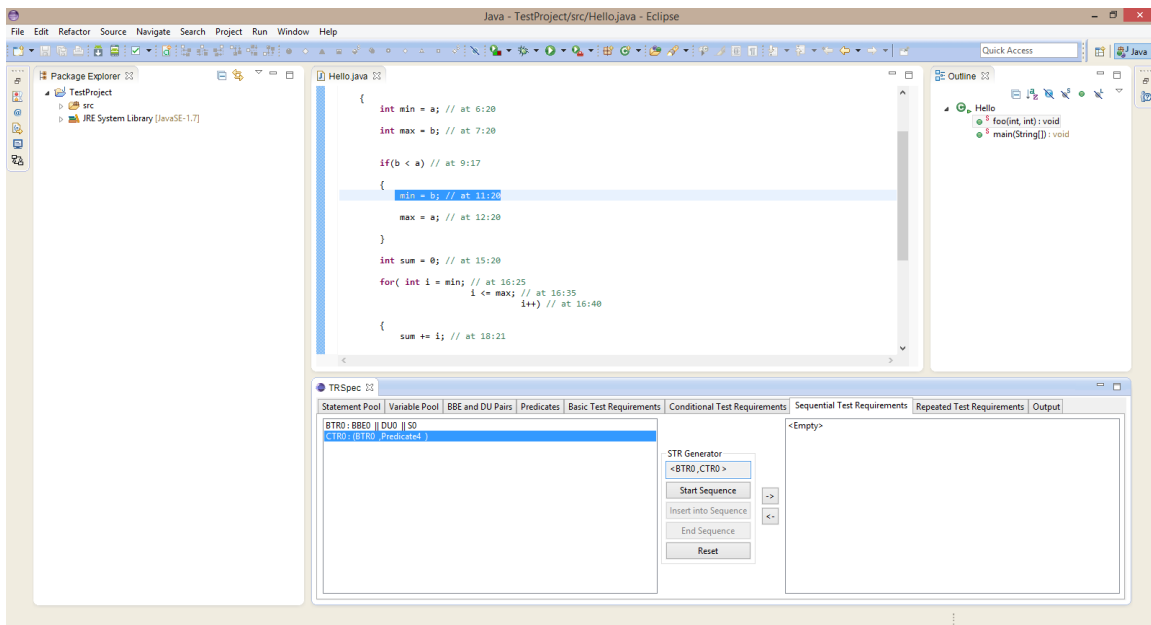 Java - TestProject/src/Hello.java - Eclipse
File Edit Refactor Source Navigate Search Project Run Window Help
Quick Access
Java
Package Explorer
TestProject
src
JRE System Library [JavaSE-1.7]
Hello.java
{
int min = a; // at 6:20
int max = b; // at 7:20
if(b < a) // at 9:17
{
min = b; // at 11:20
max = a; // at 12:20
}
int sum = 0; // at 15:20
for( int i = min; // at 16:25
i <= max; // at 16:35
i++) // at 16:40
{
sum += i; // at 18:21
Outline
Hello
foo(int, int) : void
main(String[]) : void
TRSpec
Statement Pool Variable Pool BBE and DU Pairs Predicates Basic Test Requirements Conditional Test Requirements Sequential Test Requirements Repeated Test Requirements Output
BTR0 : BBE0 || DU0 || S0
CTR0 : (BTR0 ,Predicate4 )
STR Generator
<BTR0 ,CTR0 >
Start Sequence
Insert into Sequence
End Sequence
Reset
->
<-
<Empty>